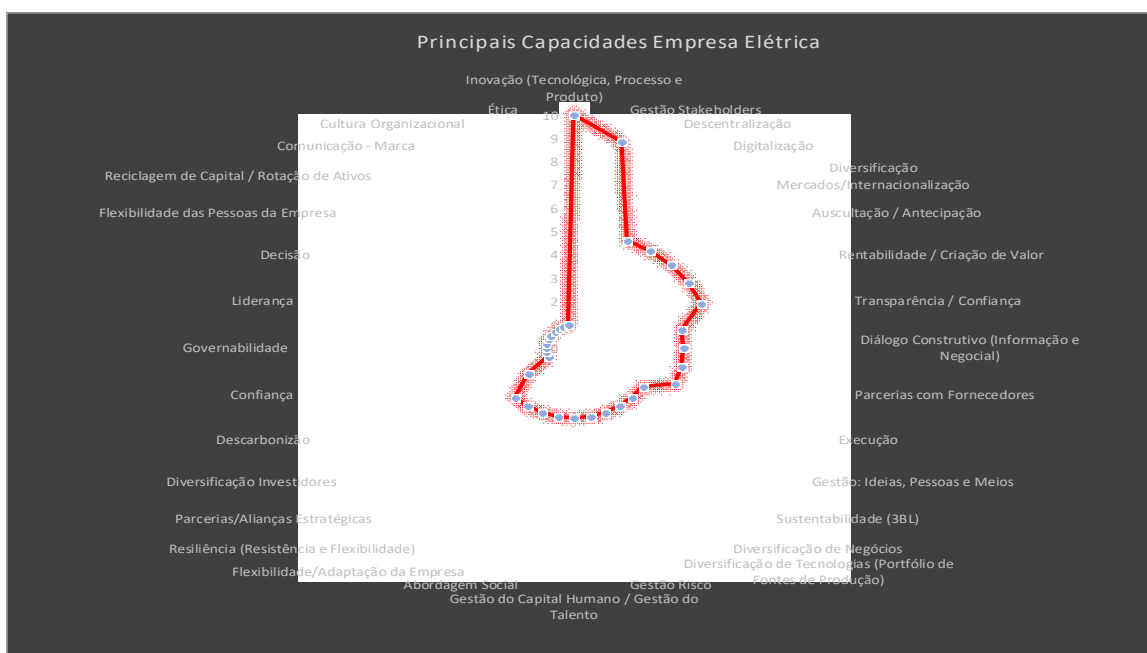 Principais Capacidades Empresa Elétrica
Inovação (Tecnológica, Processo e
Produto)
Gestão Stakeholders
Descentralização
Digitalização
Diversificação
Mercados/Internacionalização
Auscultação / Antecipação
Rentabilidade / Criação de Valor
Transparência / Confiança
Diálogo Construtivo (Informação e
Negocial)
Parcerias com Fornecedores
Execução
Gestão: Ideias, Pessoas e Meios
Sustentabilidade (3BL)
Diversificação de Negócios
Diversificação de Tecnologias (Portfólio de
Fontes de Produção)
Gestão Risco
Gestão do Capital Humano / Gestão do
Talento
Abordagem Social
Flexibilidade/Adaptação da Empresa
Resiliência (Resistência e Flexibilidade)
Parcerias/Alianças Estratégicas
Diversificação Investidores
Descarbonizão
Confiança
Governabilidade
Liderança
Decisão
Flexibilidade das Pessoas da Empresa
Reciclagem de Capital / Rotação de Ativos
Comunicação - Marca
Cultura Organizacional
Ética
10
9
8
7
6
5
4
3
2